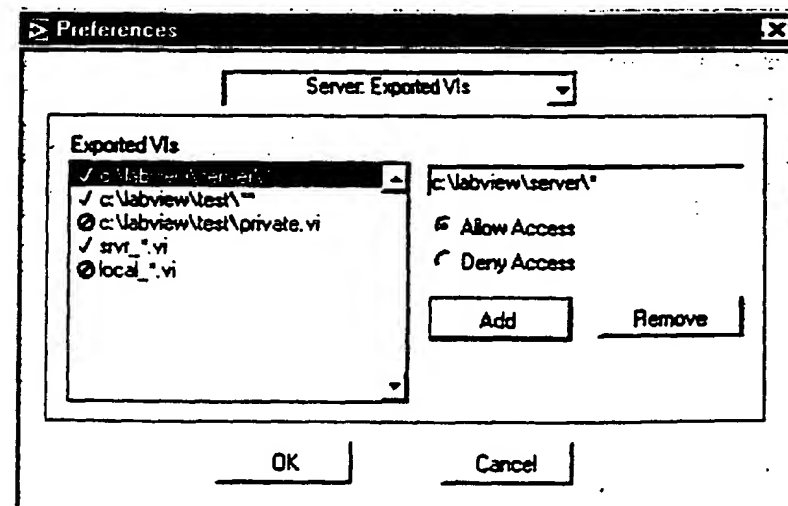 Preferences
Server: Exported VIs
Exported VIs
c:\labview\server\*
c:\labview\test\**
c:\labview\test\private.vi
srvr_*.vi
local_*.vi
c:\labview\server\*
Allow Access
Deny Access
Add
Remove
OK
Cancel